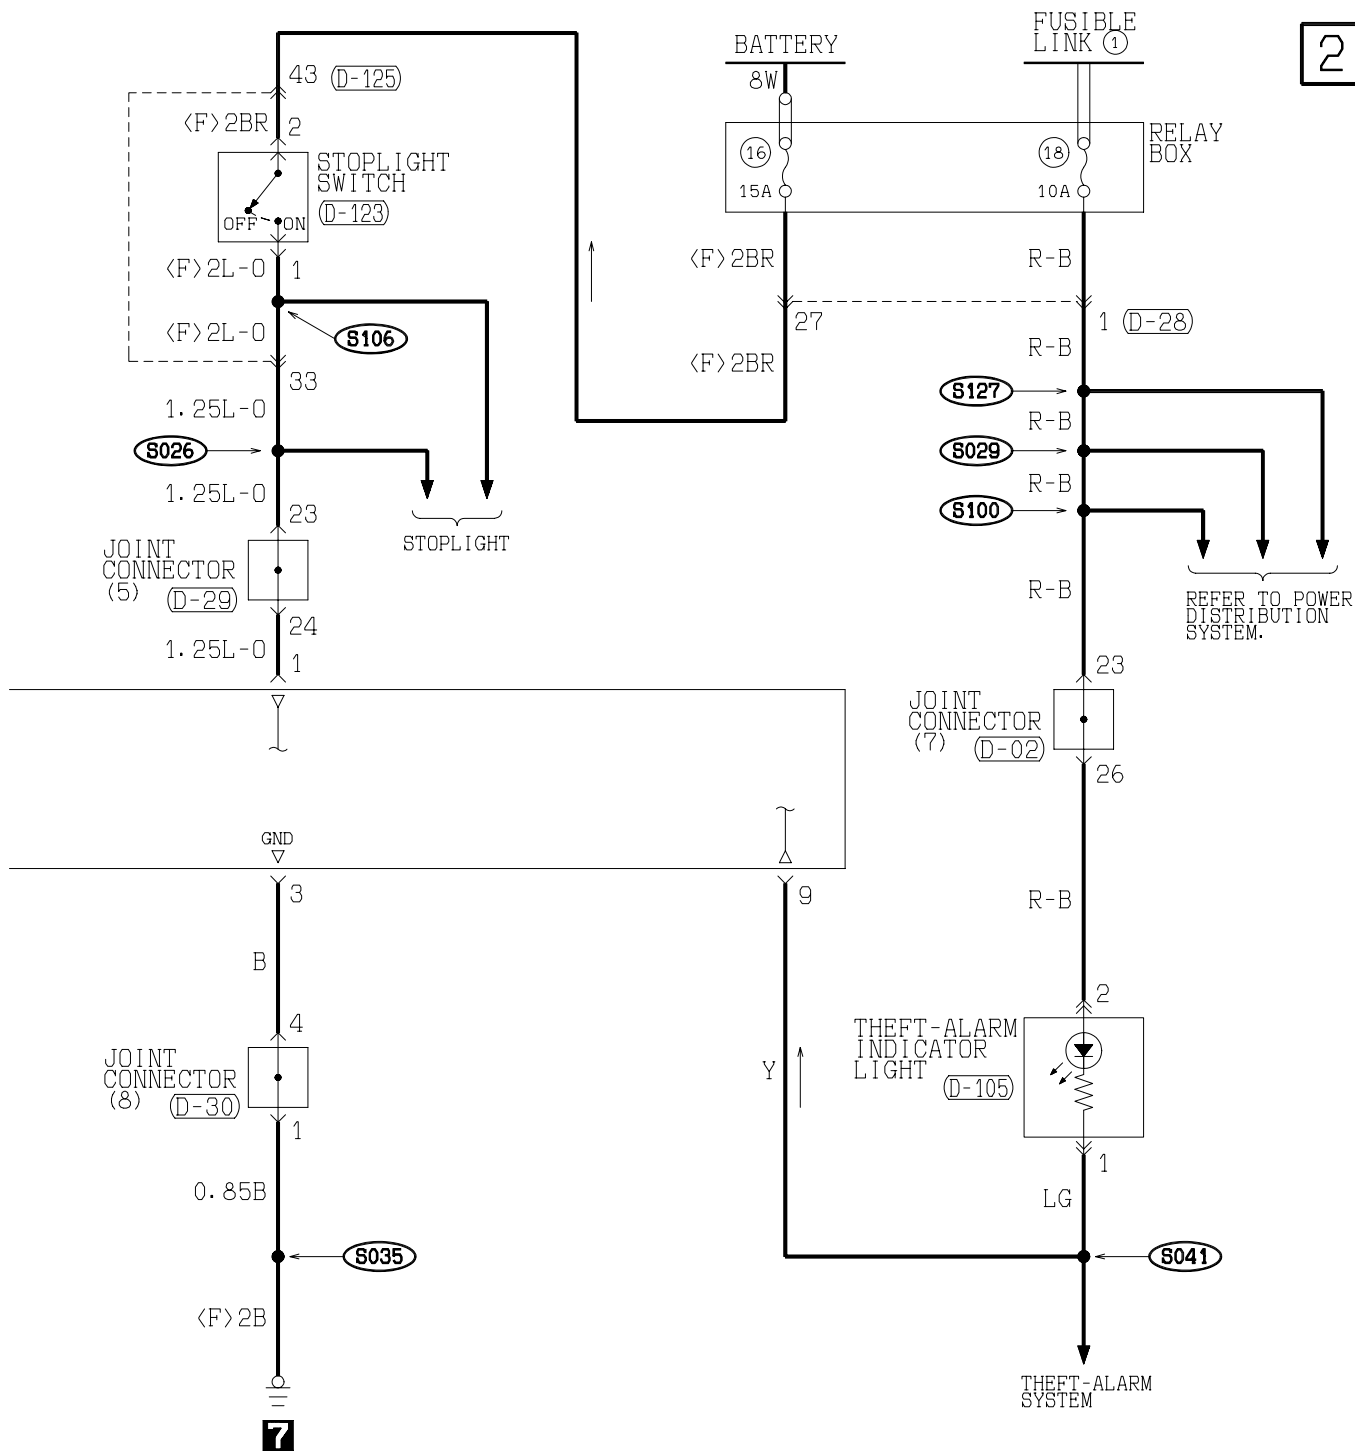 FUSIBLE
LINK 1
BATTERY
2
8W
43 D-125
<F>2BR 2
STOPLIGHT
SWITCH
D-123
OFF ON
16
15A
18
10A
RELAY
BOX
<F>2L-O 1
<F>2BR
R-B
S106
<F>2L-O
27
1 D-28
33
<F>2BR
R-B
1.25L-O
S127
R-B
S026
S029
R-B
1.25L-O
23
S100
STOPLIGHT
JOINT
CONNECTOR
(5) D-29
R-B
REFER TO POWER
DISTRIBUTION
SYSTEM.
24
1.25L-O 1
23
JOINT
CONNECTOR
(7) D-02
26
GND
3
9
R-B
B
2
4
JOINT
CONNECTOR
(8) D-30
1
Y
THEFT-ALARM
INDICATOR
LIGHT D-105
1
0.85B
LG
S035
S041
<F>2B
THEFT-ALARM
SYSTEM
7